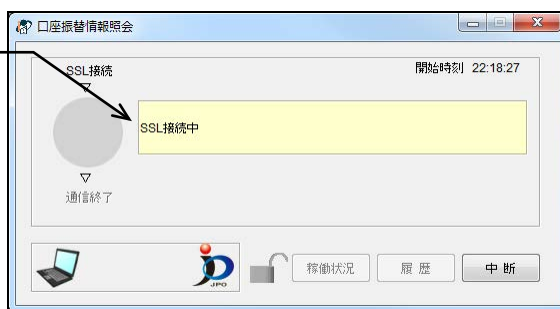 口座振替情報照会
SSL接続
開始時刻 22:18:27
▽
SSL接続中
▽
通信終了
JPO
稼働状況
履 歴
中 断